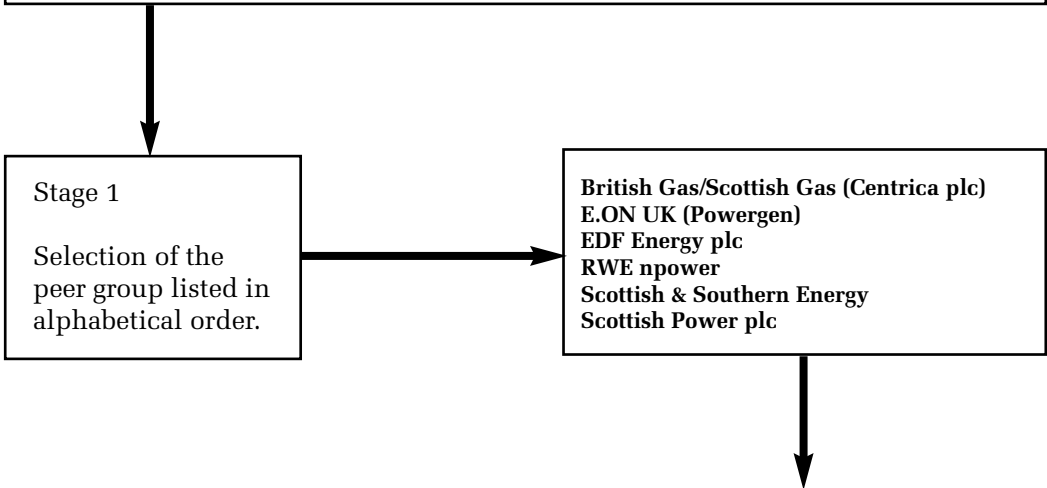 Stage 1
Selection of the
peer group listed in
alphabetical order.
British Gas/Scottish Gas (Centrica plc)
E.ON UK (Powergen)
EDF Energy plc
RWE npower
Scottish & Southern Energy
Scottish Power plc